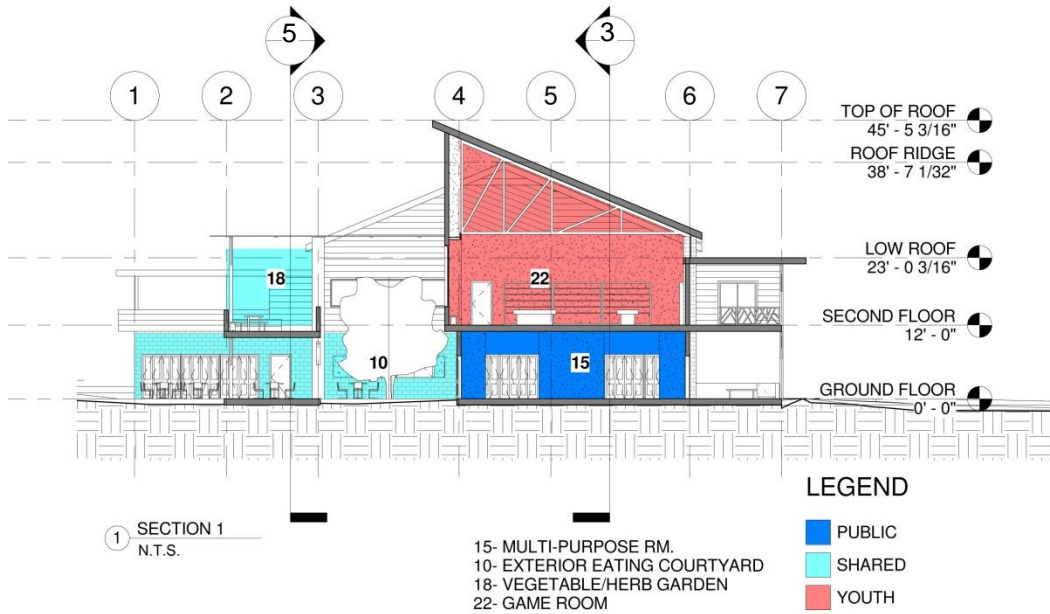 5
3
1
2
3
4
5
6
7
TOP OF ROOF
45' - 5 3/16"
ROOF RIDGE
38' - 7 1/32"
LOW ROOF
23' - 0 3/16"
SECOND FLOOR
12' - 0"
GROUND FLOOR
0' - 0"
18
22
10
15
1
SECTION 1
N.T.S.
15- MULTI-PURPOSE RM.
10- EXTERIOR EATING COURTYARD
18- VEGETABLE/HERB GARDEN
22- GAME ROOM
LEGEND
PUBLIC
SHARED
YOUTH